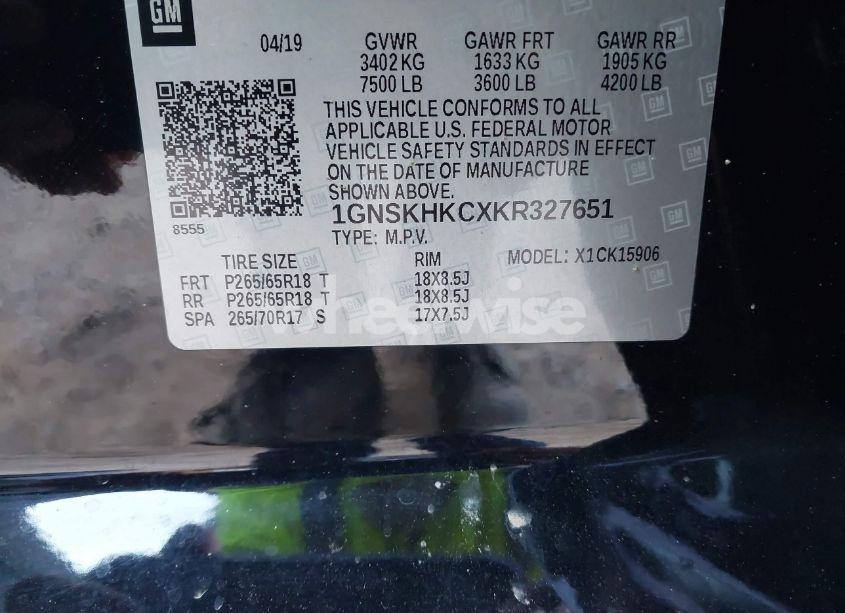 GM
04/19 GVWR GAWR FRT GAWR RR
3402 KG 1633 KG 1905 KG
7500 LB 3600 LB 4200 LB
THIS VEHICLE CONFORMS TO ALL
APPLICABLE U.S. FEDERAL MOTOR
VEHICLE SAFETY STANDARDS IN EFFECT
ON THE DATE OF MANUFACTURE
SHOWN ABOVE.
8555
1GNSKHKCXKR327651
TYPE: M.P.V. MODEL: X1CK15906
TIRE SIZE RIM
FRT P265/65R18 T 18X8.5J
RR P265/65R18 T 18X8.5J
SPA 265/70R17 S 17X7.5J